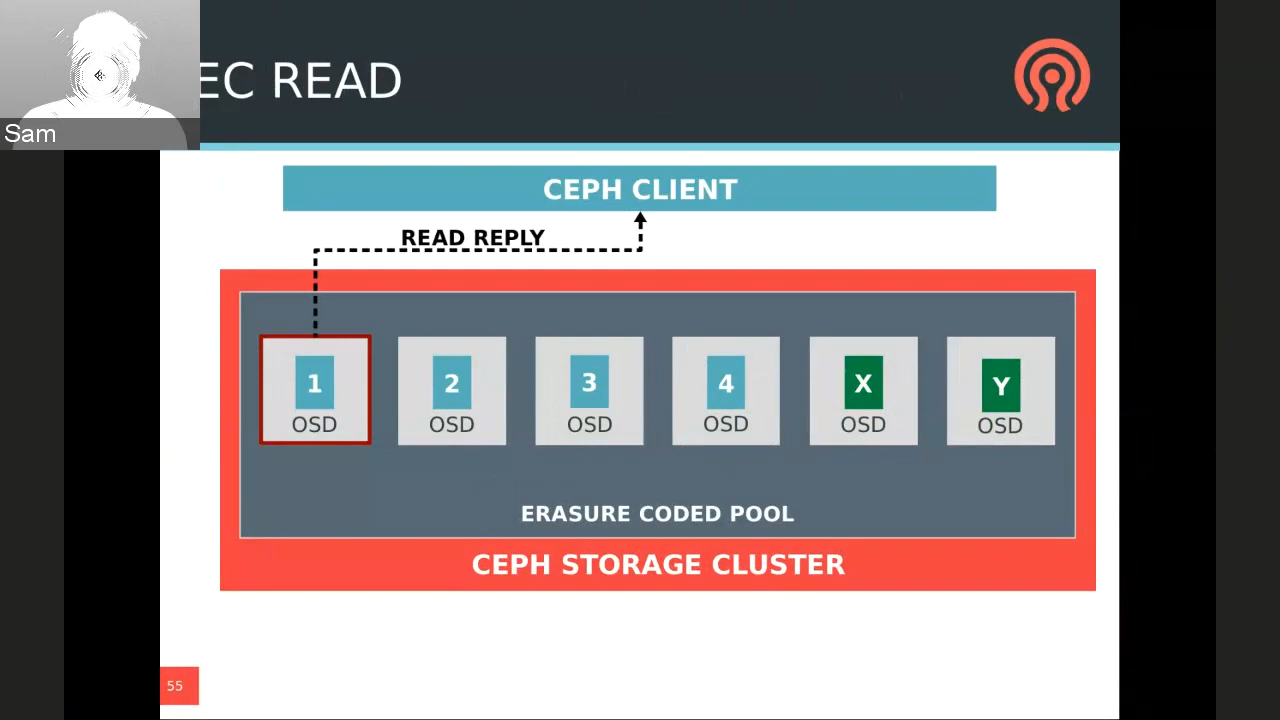 Sam
EC READ
CEPH CLIENT
READ REPLY
1
OSD
2
OSD
3
OSD
4
OSD
X
OSD
Y
OSD
ERASURE CODED POOL
CEPH STORAGE CLUSTER
55